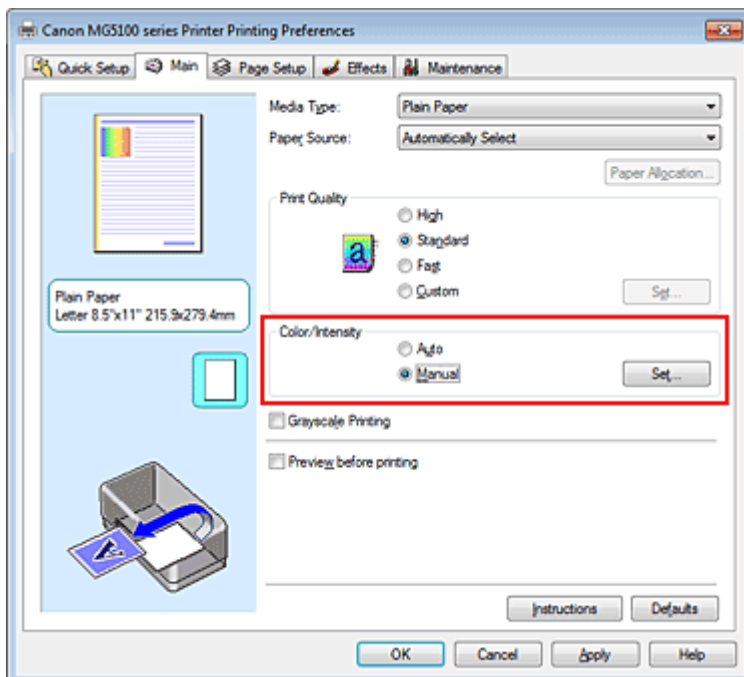 Canon MG5100 series Printer Printing Preferences
Quick Setup Main Page Setup Effects Maintenance
Media Type: Plain Paper
Paper Source: Automatically Select
Paper Allocation...
Print Quality
High
a Standard
Fast
Custom Set...
Plain Paper
Letter 8.5"x11" 215.9x279.4mm
Color/Intensity
Auto
Manual Set...
Grayscale Printing
Preview before printing
A
Instructions Defaults
OK Cancel Apply Help